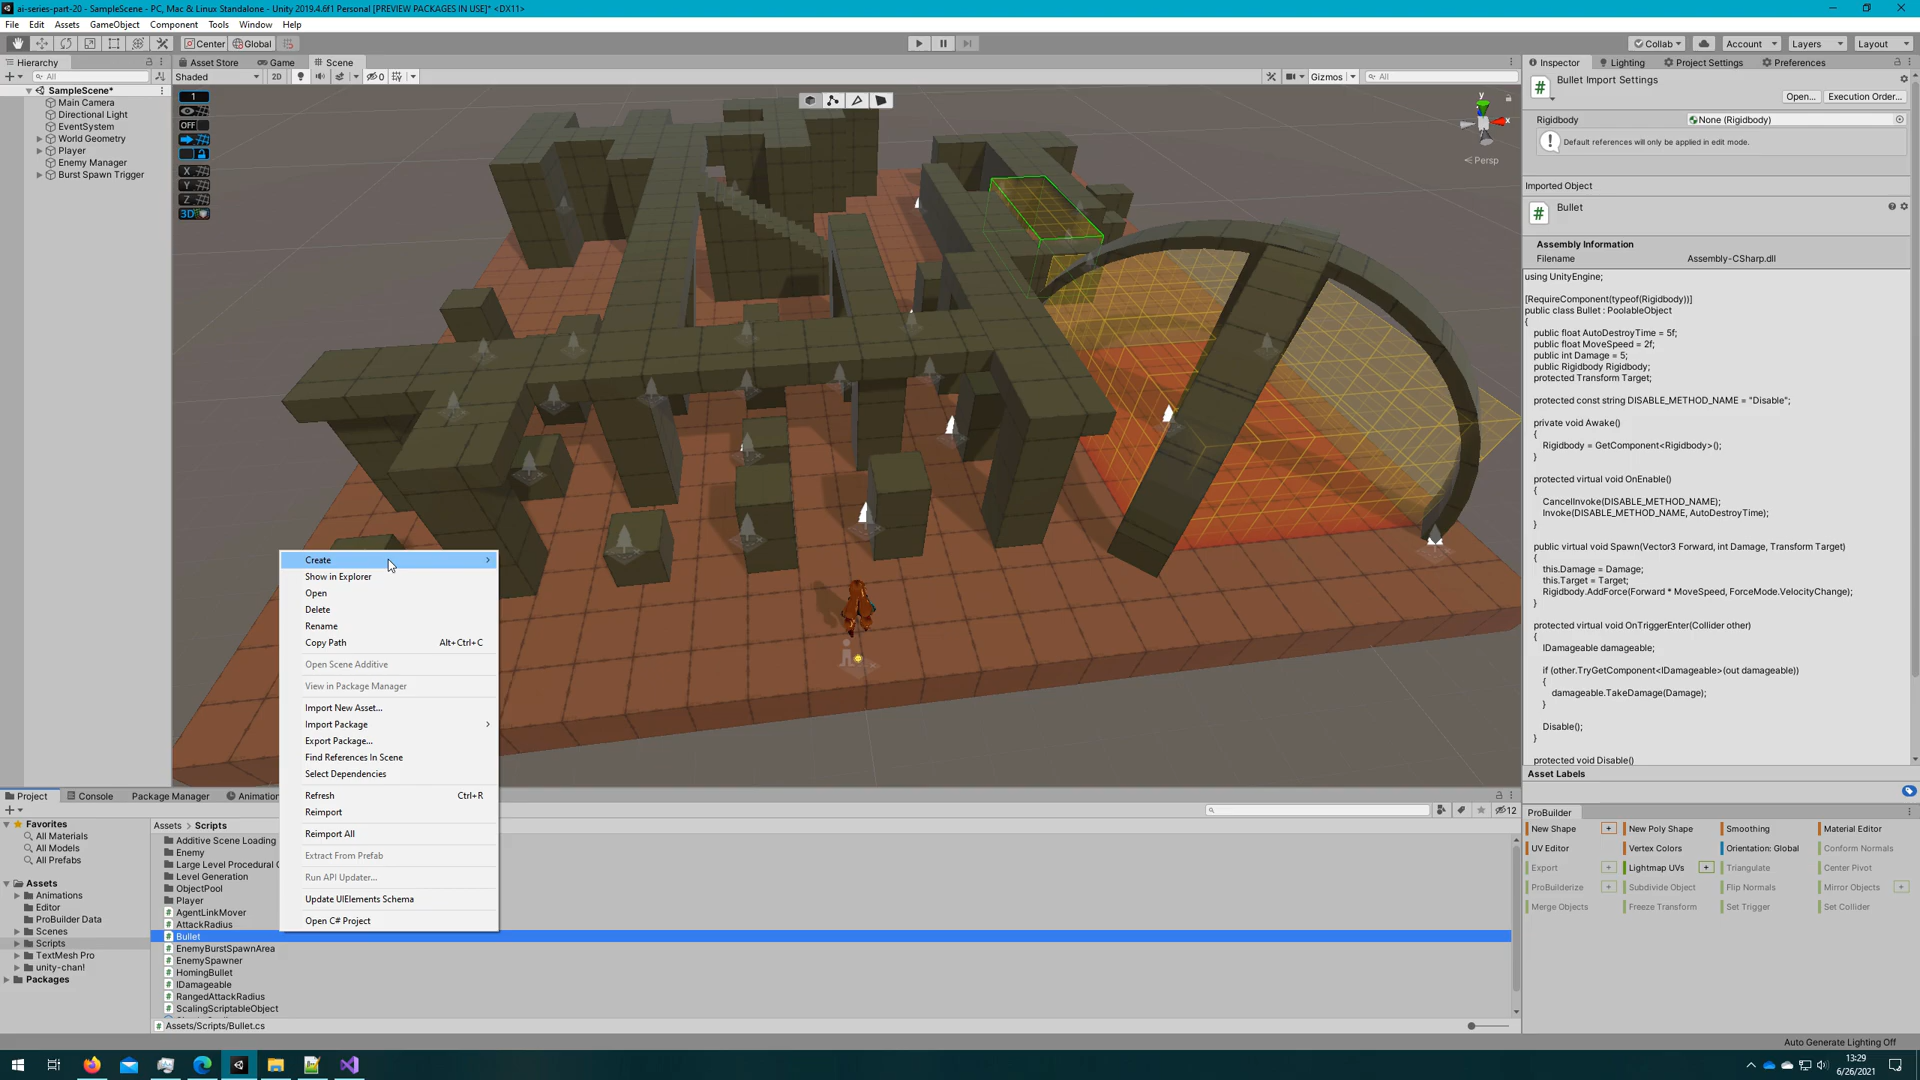 ai-series-part-20 - SampleScene - PC, Mac & Linux Standalone - Unity 2019.4.6f1 Personal [PREVIEW PACKAGES IN USE]* <DX11>
File Edit Assets GameObject Component Tools Window Help
Center Global
Collab Account Layers Layout
Hierarchy
All
SampleScene*
Main Camera
Directional Light
EventSystem
World Geometry
Player
Enemy Manager
Burst Spawn Trigger
Asset Store Game Scene
Shaded 2D 0 Gizmos All
1
OFF
X
Y
Z
3D
y
x
Persp
Create
Show in Explorer
Open
Delete
Rename
Copy Path Alt+Ctrl+C
Open Scene Additive
View in Package Manager
Import New Asset...
Import Package
Export Package...
Find References In Scene
Select Dependencies
Refresh Ctrl+R
Reimport
Reimport All
Extract From Prefab
Run API Updater...
Update UIElements Schema
Open C# Project
Inspector Lighting Project Settings Preferences
Bullet Import Settings
Open... Execution Order...
Rigidbody None (Rigidbody)
Default references will only be applied in edit mode.
Imported Object
Bullet
Assembly Information
Filename Assembly-CSharp.dll
using UnityEngine;
[RequireComponent(typeof(Rigidbody))]
public class Bullet : PoolableObject
{
public float AutoDestroyTime = 5f;
public float MoveSpeed = 2f;
public int Damage = 5;
public Rigidbody Rigidbody;
protected Transform Target;
protected const string DISABLE_METHOD_NAME = "Disable";
private void Awake()
{
Rigidbody = GetComponent<Rigidbody>();
}
protected virtual void OnEnable()
{
CancelInvoke(DISABLE_METHOD_NAME);
Invoke(DISABLE_METHOD_NAME, AutoDestroyTime);
}
public virtual void Spawn(Vector3 Forward, int Damage, Transform Target)
{
this.Damage = Damage;
this.Target = Target;
Rigidbody.AddForce(Forward * MoveSpeed, ForceMode.VelocityChange);
}
protected virtual void OnTriggerEnter(Collider other)
{
IDamageable damageable;
if (other.TryGetComponent<IDamageable>(out damageable))
{
damageable.TakeDamage(Damage);
}
Disable();
}
protected void Disable()
Asset Labels
Project Console Package Manager Animation
12
Favorites
All Materials
All Models
All Prefabs
Assets
Animations
Editor
ProBuilder Data
Scenes
Scripts
TextMesh Pro
unity-chan!
Packages
Assets > Scripts
Additive Scene Loading
Enemy
Large Level Procedural
Level Generation
ObjectPool
Player
AgentLinkMover
AttackRadius
Bullet
EnemyBurstSpawnArea
EnemySpawner
HomingBullet
IDamageable
RangedAttackRadius
ScalingScriptableObject
Assets/Scripts/Bullet.cs
ProBuilder
New Shape + New Poly Shape Smoothing Material Editor
UV Editor Vertex Colors Orientation: Global Conform Normals
Export + Lightmap UVs + Triangulate Center Pivot
ProBuilderize + Subdivide Object Flip Normals Mirror Objects +
Merge Objects Freeze Transform Set Trigger Set Collider
Auto Generate Lighting Off
13:29
6/26/2021